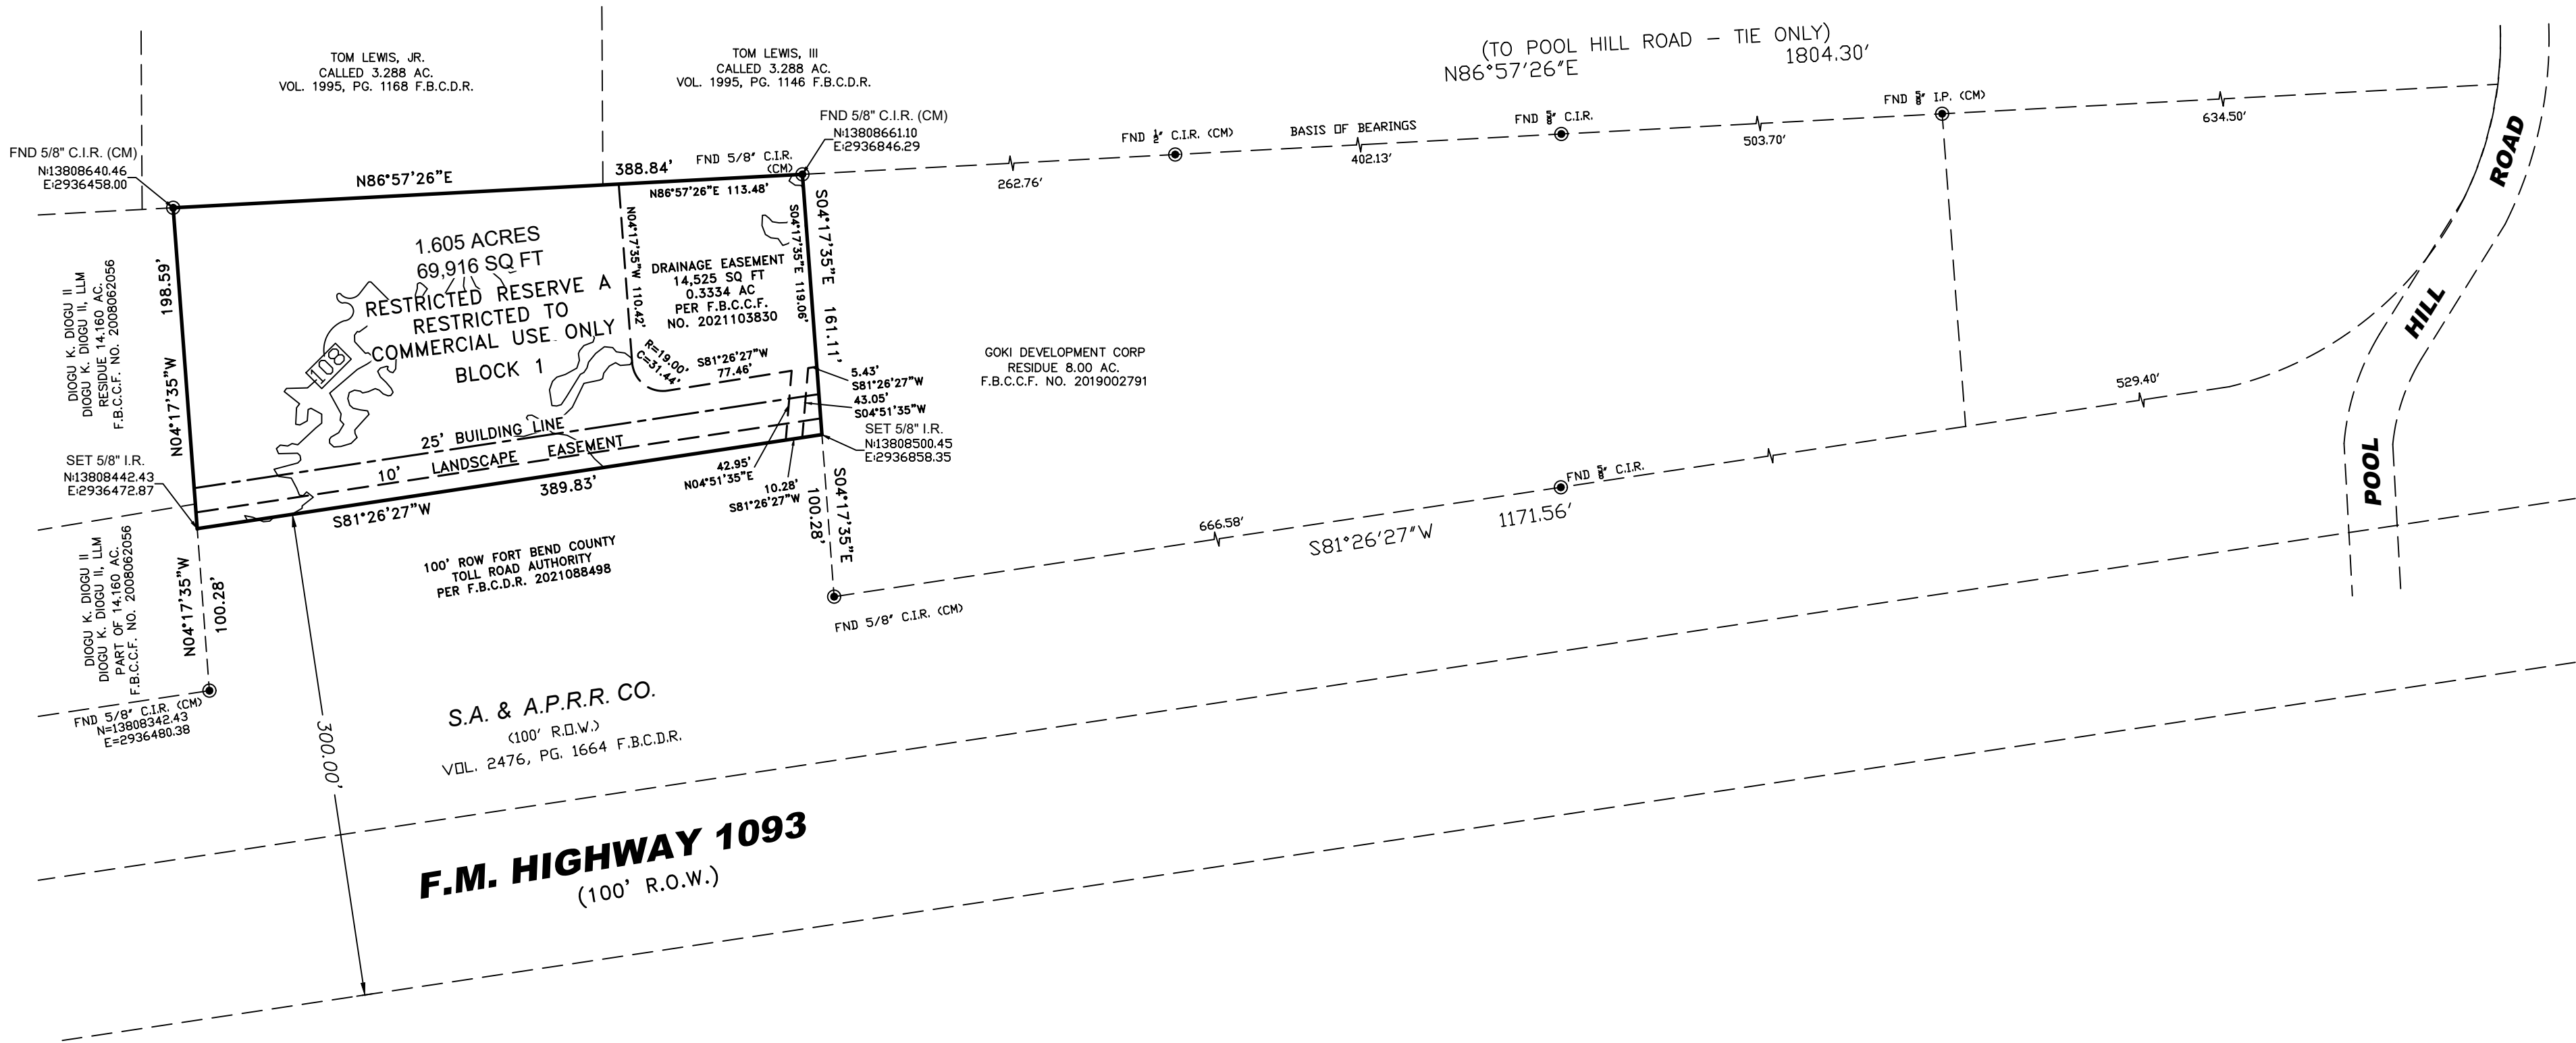 (TO POOL HILL ROAD – TIE ONLY)
N86°57'26"E 1804.30'
TOM LEWIS, JR.
CALLED 3.288 AC.
VOL. 1995, PG. 1168 F.B.C.D.R.
TOM LEWIS, III
CALLED 3.288 AC.
VOL. 1995, PG. 1146 F.B.C.D.R.
FND 5/8" C.I.R. (CM)
N:13808661.10
E:2936846.29
FND 5/8" C.I.R. (CM)
N:13808640.46
E:2936458.00
N86°57'26"E
388.84'
FND 5/8" C.I.R.
(CM)
N86°57'26"E 113.48'
262.76'
FND 1/2" C.I.R. (CM)
BASIS OF BEARINGS
402.13'
FND 5/8" C.I.R.
503.70'
FND 5/8" I.P. (CM)
634.50'
POOL HILL ROAD
1.605 ACRES
69,916 SQ FT
RESTRICTED RESERVE A
RESTRICTED TO
COMMERCIAL USE ONLY
BLOCK 1
108
198.59'
N04°17'35"W
DIOGU K. DIOGU II
DIOGU K. DIOGU II, LLM
RESIDUE 14.160 AC.
F.B.C.C.F. NO. 2008062056
N04°17'35"W 110.42'
DRAINAGE EASEMENT
14,525 SQ FT
0.3334 AC
PER F.B.C.C.F.
NO. 2021103830
S04°17'35"E 119.06'
S04°17'35"E 161.11'
R=19.00'
C=31.44'
S81°26'27"W
77.46'
5.43'
S81°26'27"W
43.05'
S04°51'35"W
SET 5/8" I.R.
N:13808500.45
E:2936858.35
GOKI DEVELOPMENT CORP
RESIDUE 8.00 AC.
F.B.C.C.F. NO. 2019002791
529.40'
25' BUILDING LINE
10' LANDSCAPE EASEMENT
SET 5/8" I.R.
N:13808442.43
E:2936472.87
S81°26'27"W
389.83'
42.95'
N04°51'35"E
10.28'
S81°26'27"W
S04°17'35"E
100.28'
FND 5/8" C.I.R.
666.58'
S81°26'27"W 1171.56'
100' ROW FORT BEND COUNTY
TOLL ROAD AUTHORITY
PER F.B.C.D.R. 2021088498
DIOGU K. DIOGU II
DIOGU K. DIOGU II, LLM
PART OF 14.160 AC.
F.B.C.C.F. NO. 2008062056
N04°17'35"W
100.28'
FND 5/8" C.I.R. (CM)
FND 5/8" C.I.R. (CM)
N=13808342.43
E=2936480.38
300.00'
S.A. & A.P.R.R. CO.
(100' R.O.W.)
VOL. 2476, PG. 1664 F.B.C.D.R.
F.M. HIGHWAY 1093
(100' R.O.W.)